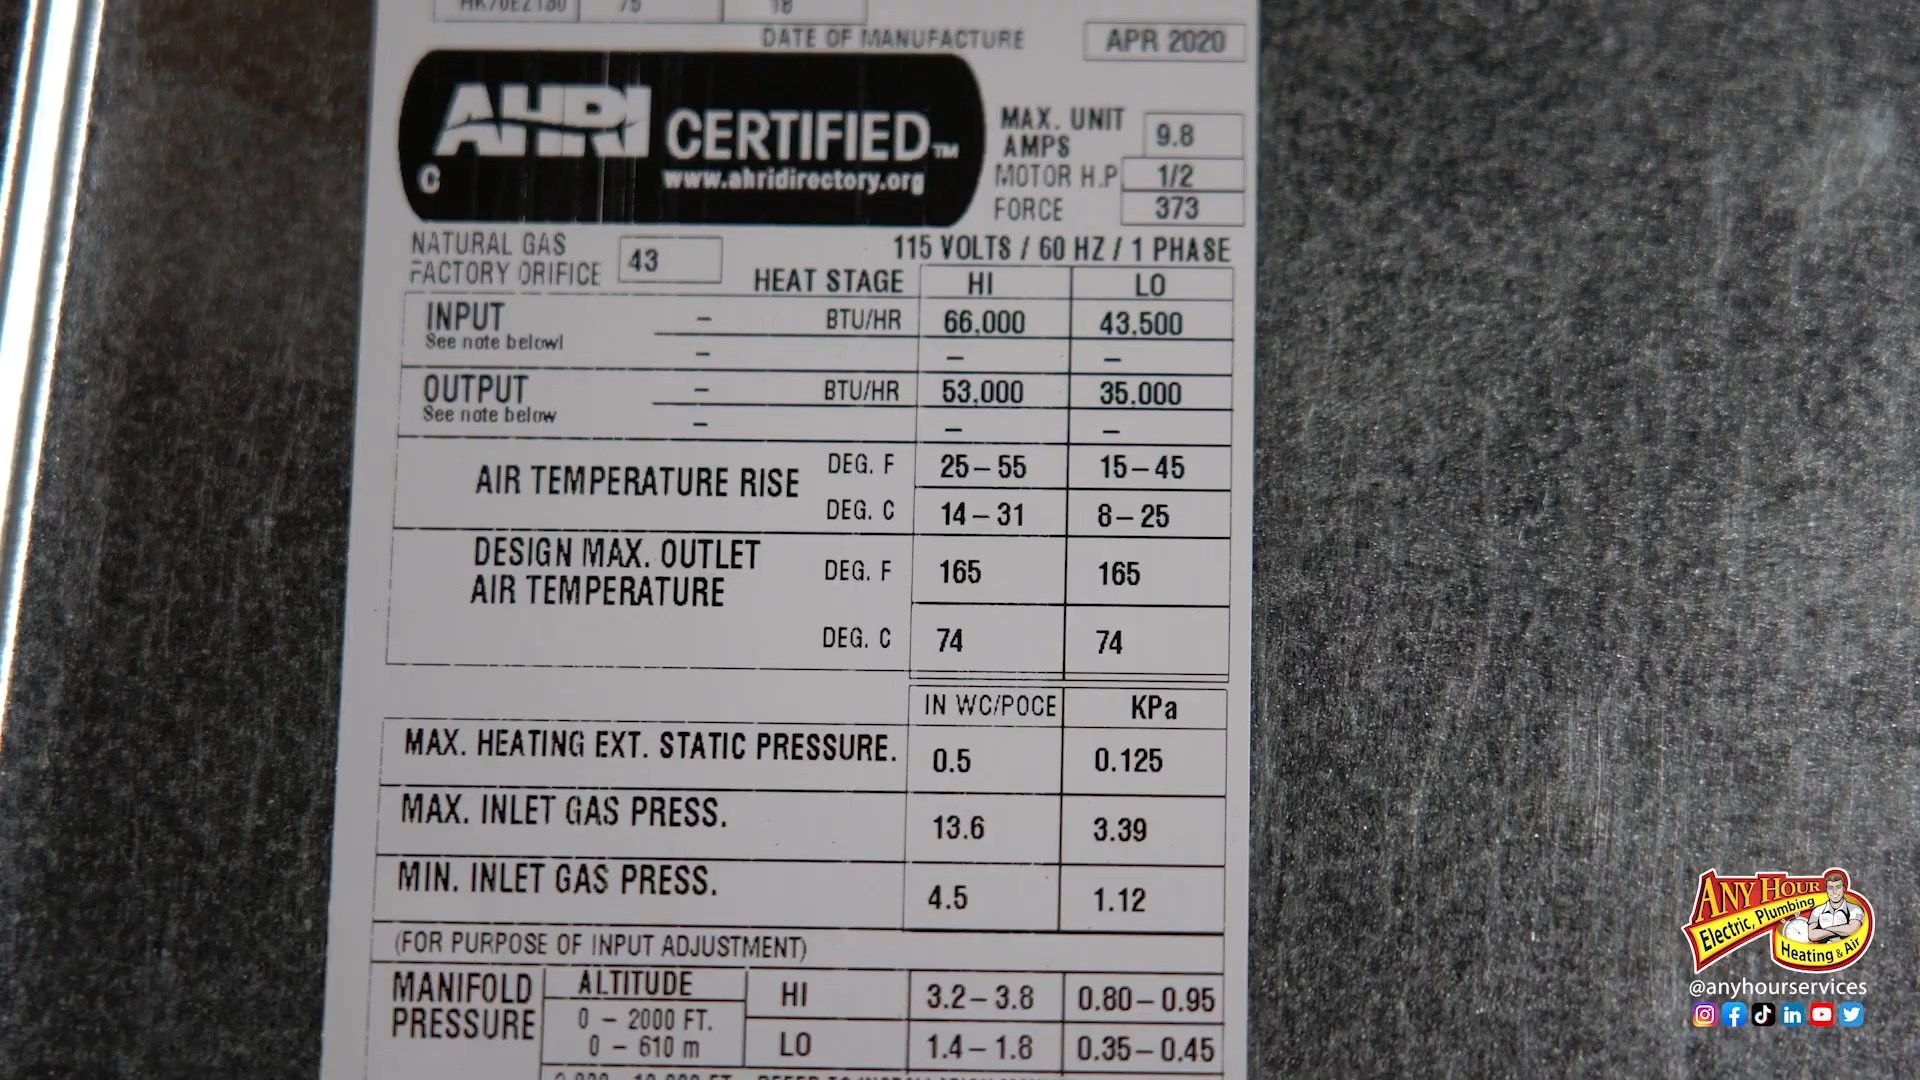 HK70EZ130 75 18
DATE OF MANUFACTURE APR 2020
AHRI CERTIFIED™
www.ahridirectory.org
C
MAX. UNIT AMPS 9.8
MOTOR H.P 1/2
FORCE 373
NATURAL GAS
FACTORY ORIFICE 43
115 VOLTS / 60 HZ / 1 PHASE
HEAT STAGE HI LO
INPUT – BTU/HR 66,000 43,500
See note belowl
– – –
OUTPUT – BTU/HR 53,000 35,000
See note below
– – –
AIR TEMPERATURE RISE DEG. F 25–55 15–45
DEG. C 14–31 8–25
DESIGN MAX. OUTLET
AIR TEMPERATURE DEG. F 165 165
DEG. C 74 74
IN WC/POCE KPa
MAX. HEATING EXT. STATIC PRESSURE. 0.5 0.125
MAX. INLET GAS PRESS. 13.6 3.39
MIN. INLET GAS PRESS. 4.5 1.12
(FOR PURPOSE OF INPUT ADJUSTMENT)
MANIFOLD PRESSURE ALTITUDE HI 3.2–3.8 0.80–0.95
0 – 2000 FT.
0 – 610 m LO 1.4–1.8 0.35–0.45
ANY HOUR
Electric, Plumbing
Heating & Air
@anyhourservices